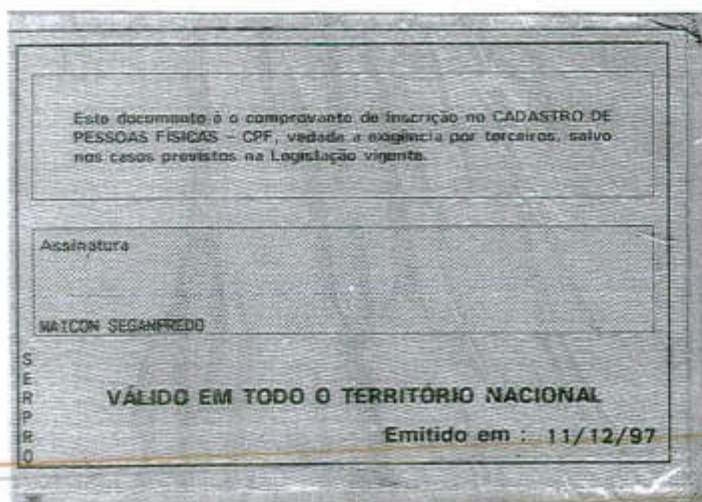 Este documento é o comprovante de inscrição no CADASTRO DE
PESSOAS FÍSICAS – CPF, vedada a exigência por terceiros, salvo
nos casos previstos na Legislação vigente.
Assinatura
MAICON SEGANFREDO
SERPRO
VÁLIDO EM TODO O TERRITÓRIO NACIONAL
Emitido em : 11/12/97